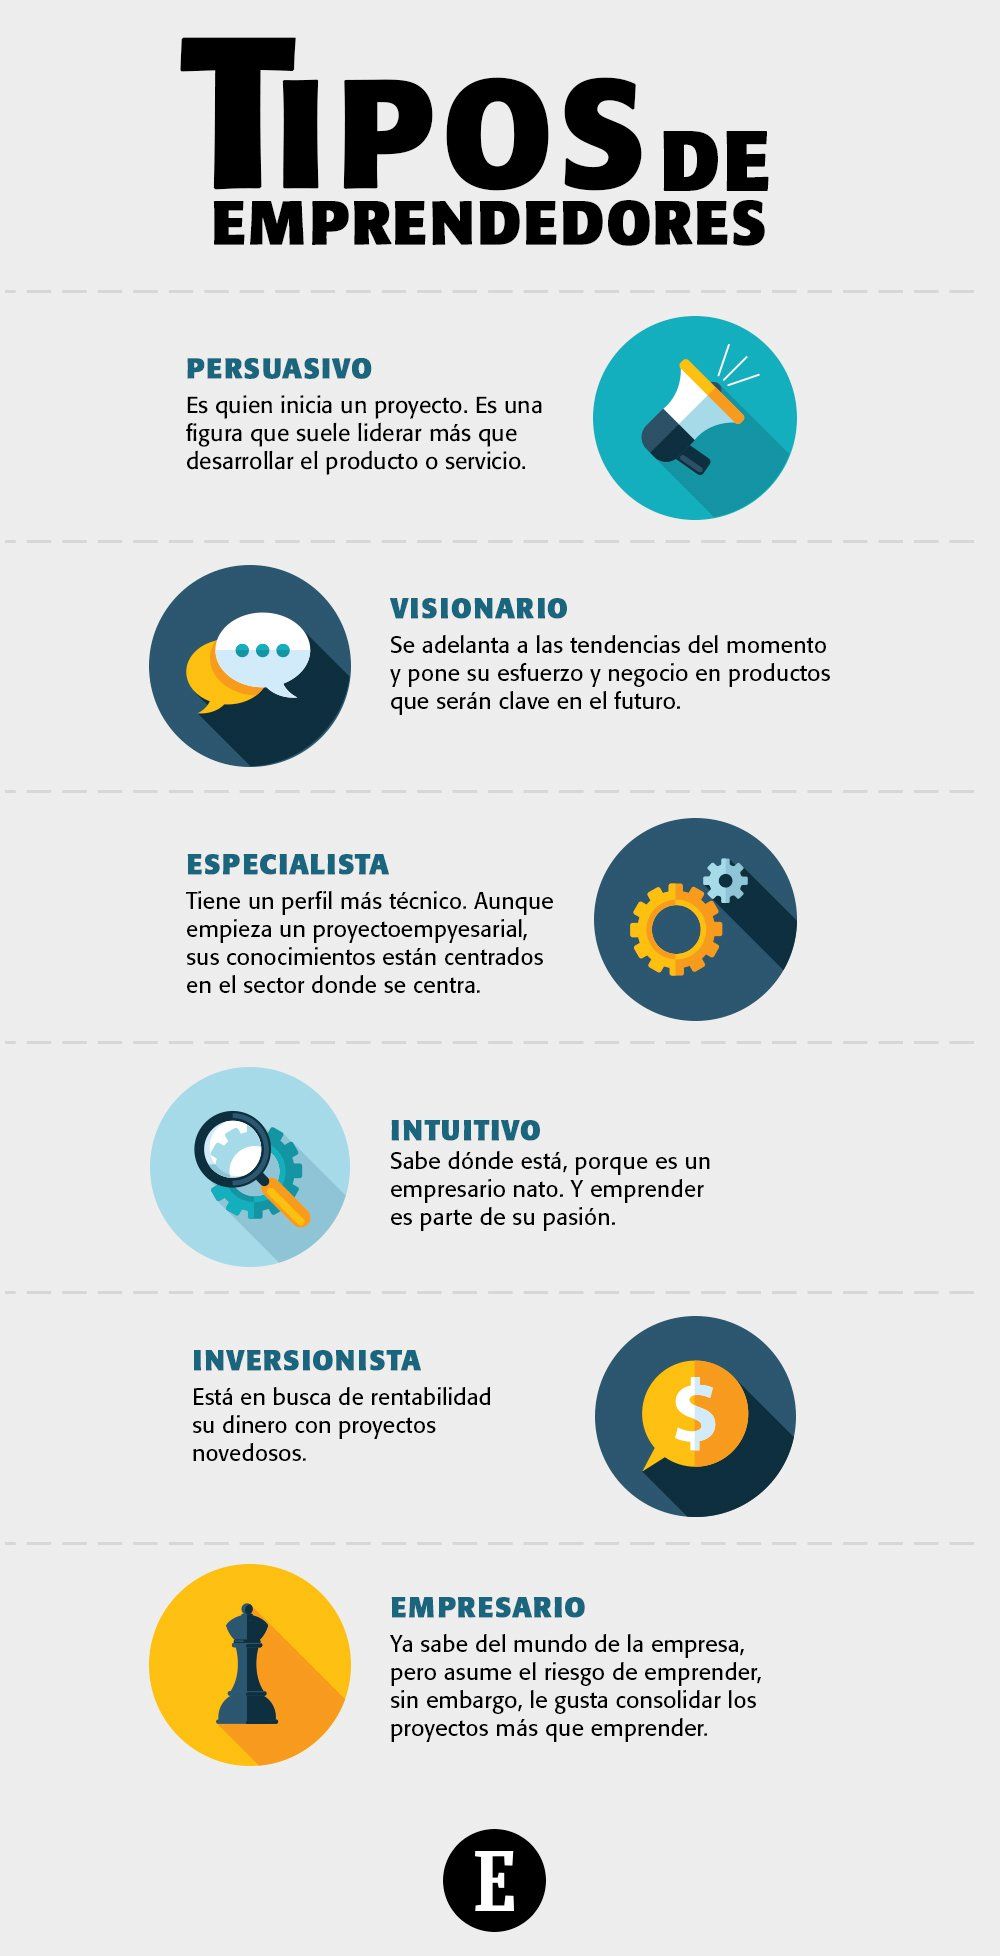 TIPOS DE
EMPRENDEDORES
PERSUASIVO
Es quien inicia un proyecto. Es una
figura que suele liderar más que
desarrollar el producto o servicio.
VISIONARIO
Se adelanta a las tendencias del momento
y pone su esfuerzo y negocio en productos
que serán clave en el futuro.
ESPECIALISTA
Tiene un perfil más técnico. Aunque
empieza un proyectoempyesarial,
sus conocimientos están centrados
en el sector donde se centra.
INTUITIVO
Sabe dónde está, porque es un
empresario nato. Y emprender
es parte de su pasión.
INVERSIONISTA
Está en busca de rentabilidad
su dinero con proyectos
novedosos.
$
EMPRESARIO
Ya sabe del mundo de la empresa,
pero asume el riesgo de emprender,
sin embargo, le gusta consolidar los
proyectos más que emprender.
E